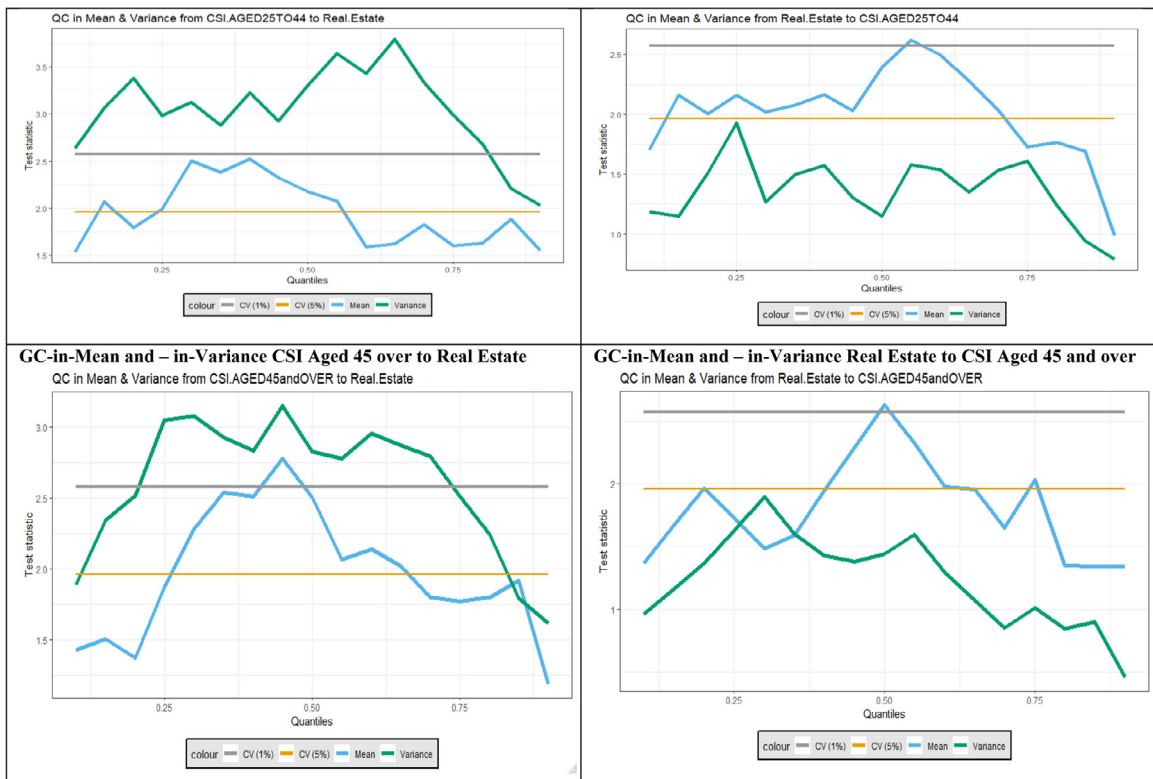 QC in Mean & Variance from CSI.AGED25TO44 to Real.Estate
3.5
3.0
2.5
2.0
1.5
Test statistic
0.25
0.50
0.75
Quantiles
colour CV (1%) CV (5%) Mean Variance
QC in Mean & Variance from Real.Estate to CSI.AGED25TO44
2.5
2.0
1.5
1.0
Test statistic
0.25
0.50
0.75
Quantiles
colour CV (1%) CV (5%) Mean Variance
GC-in-Mean and – in-Variance CSI Aged 45 over to Real Estate
QC in Mean & Variance from CSI.AGED45andOVER to Real.Estate
3.0
2.5
2.0
1.5
Test statistic
0.25
0.50
0.75
Quantiles
colour CV (1%) CV (5%) Mean Variance
GC-in-Mean and – in-Variance Real Estate to CSI Aged 45 and over
QC in Mean & Variance from Real.Estate to CSI.AGED45andOVER
2
1
Test statistic
0.25
0.50
0.75
Quantiles
colour CV (1%) CV (5%) Mean Variance